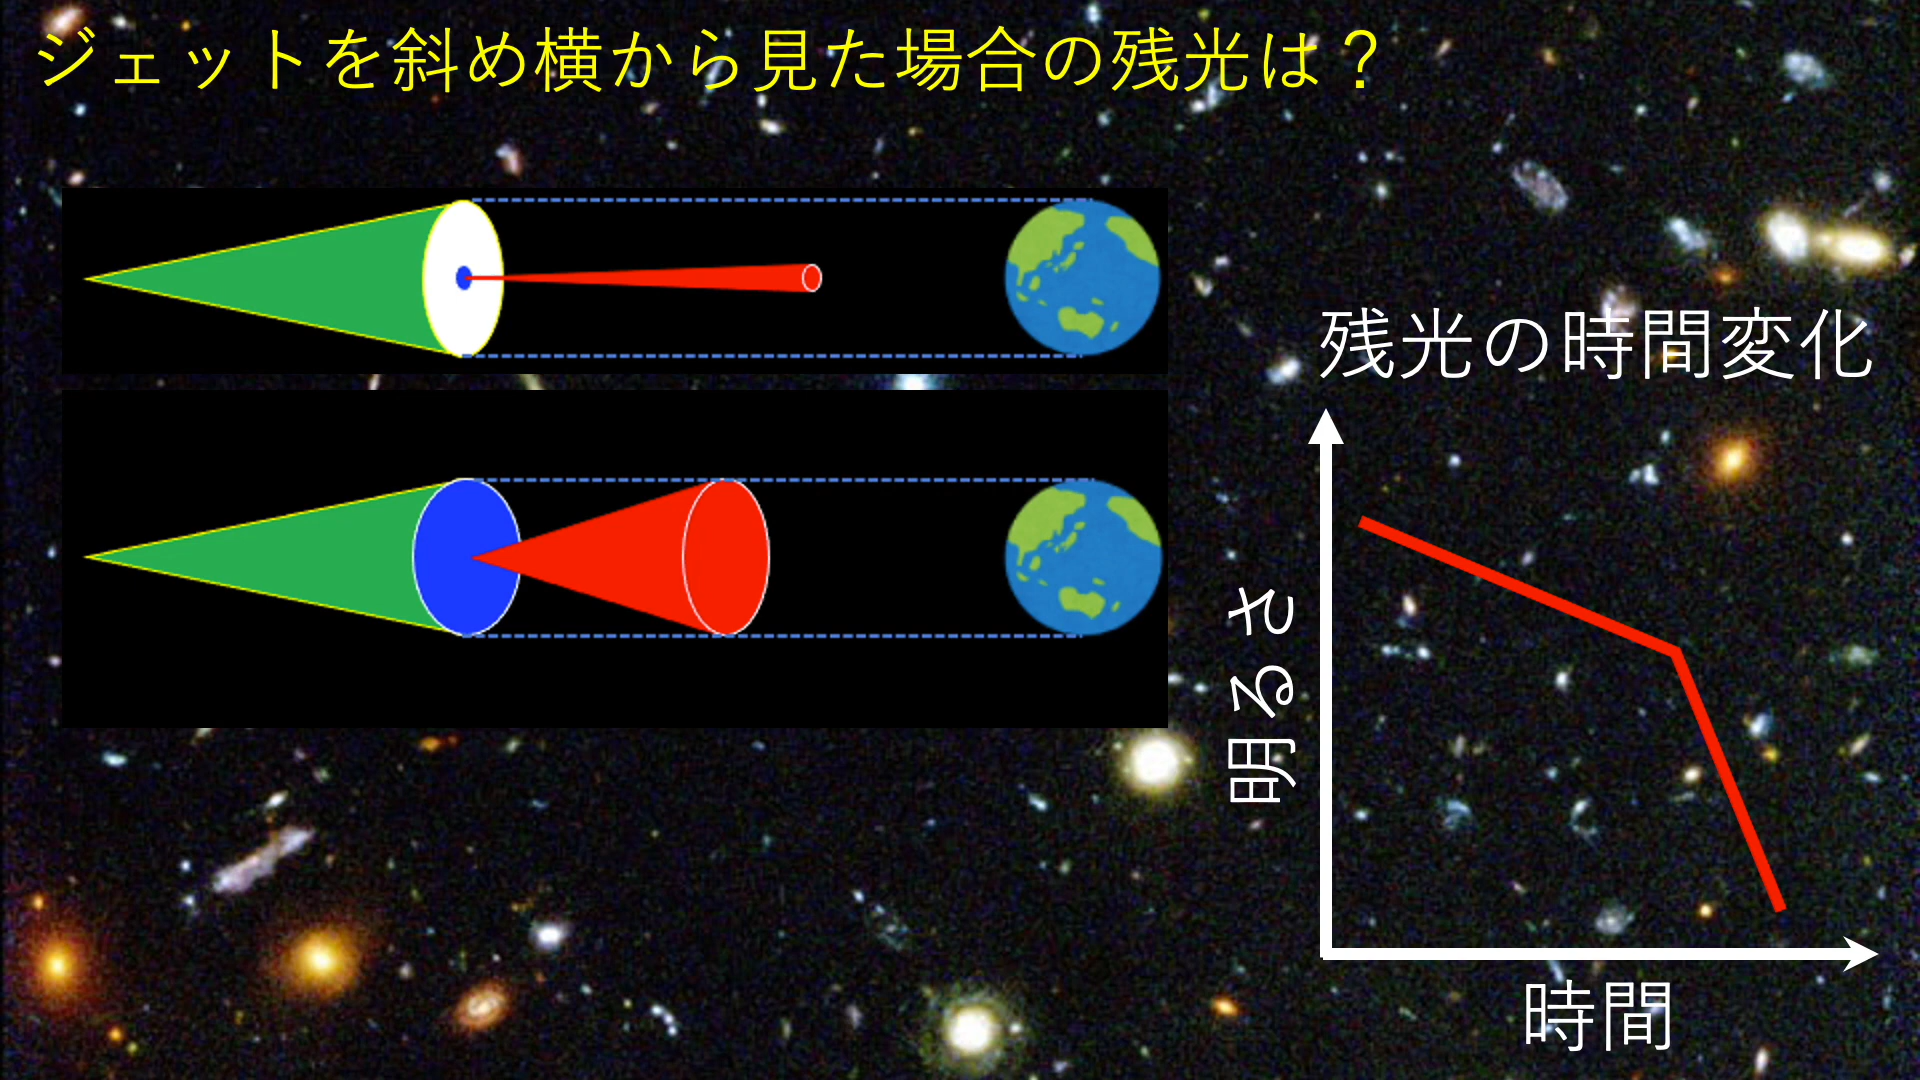 ジェットを斜め横から見た場合の残光は？
残光の時間変化
明るさ
時間